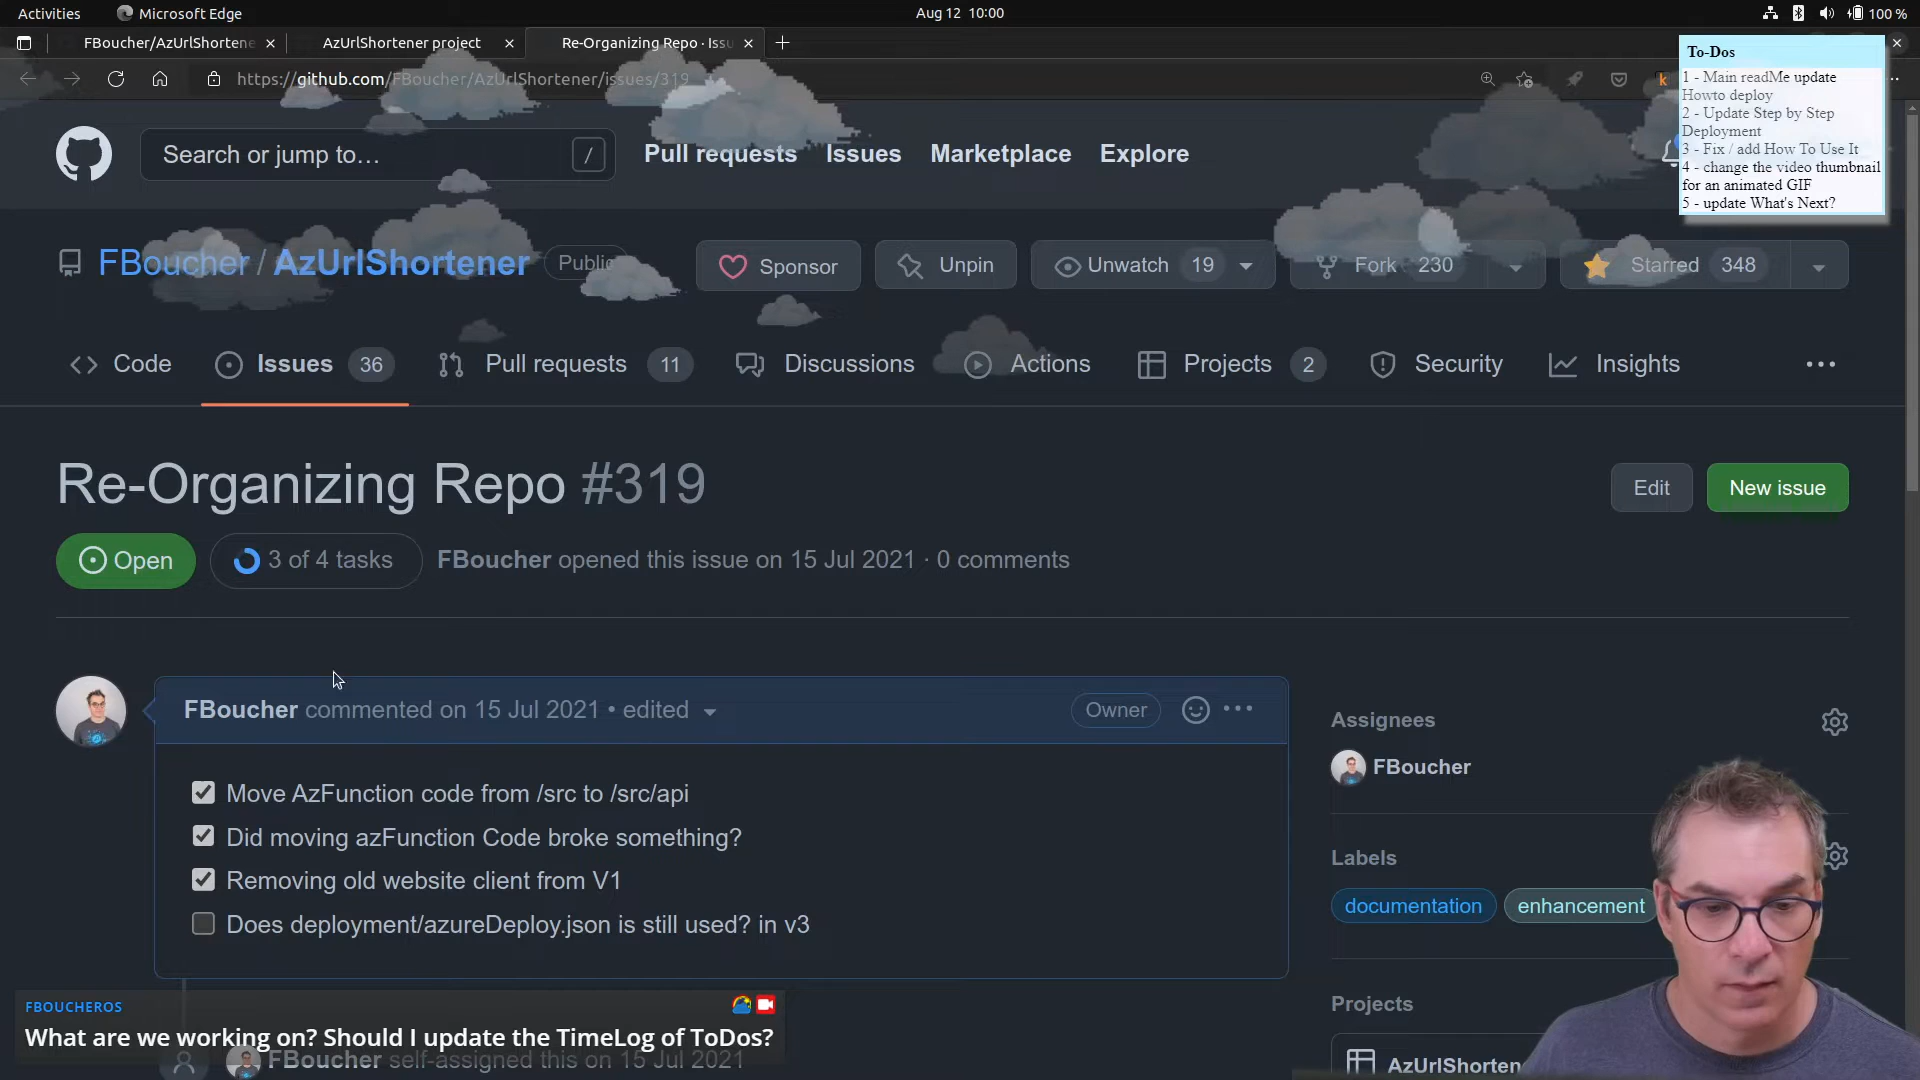 Activities
Microsoft Edge
Aug 12 10:00
100 %
FBoucher/AzUrlShortene
AzUrlShortener project
Re-Organizing Repo · Issu
https://github.com/FBoucher/AzUrlShortener/issues/319
To-Dos
1 - Main readMe update
Howto deploy
2 - Update Step by Step
Deployment
3 - Fix / add How To Use It
4 - change the video thumbnail
for an animated GIF
5 - update What's Next?
Search or jump to…
/
Pull requests
Issues
Marketplace
Explore
FBoucher / AzUrlShortener
Public
Sponsor
Unpin
Unwatch 19
Fork 230
Starred 348
Code
Issues 36
Pull requests 11
Discussions
Actions
Projects 2
Security
Insights
Re-Organizing Repo #319
Edit
New issue
Open
3 of 4 tasks
FBoucher opened this issue on 15 Jul 2021 · 0 comments
FBoucher commented on 15 Jul 2021 • edited
Owner
Move AzFunction code from /src to /src/api
Did moving azFunction Code broke something?
Removing old website client from V1
Does deployment/azureDeploy.json is still used? in v3
Assignees
FBoucher
Labels
documentation
enhancement
Projects
AzUrlShorten
FBOUCHEROS
What are we working on? Should I update the TimeLog of ToDos?
FBoucher self-assigned this on 15 Jul 2021